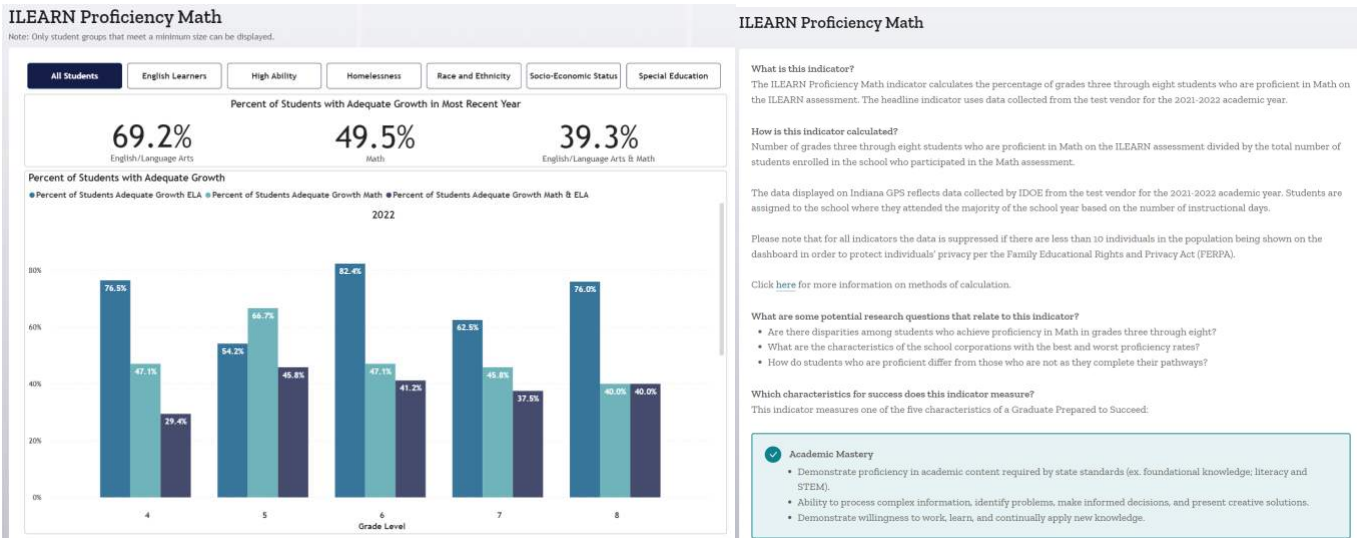 ILEARN Proficiency Math
Note: Only student groups that meet a minimum size can be displayed.
All Students
English Learners
High Ability
Homelessness
Race and Ethnicity
Socio-Economic Status
Special Education
Percent of Students with Adequate Growth in Most Recent Year
69.2%
English/Language Arts
49.5%
Math
39.3%
English/Language Arts & Math
Percent of Students with Adequate Growth
Percent of Students Adequate Growth ELA
Percent of Students Adequate Growth Math
Percent of Students Adequate Growth Math & ELA
2022
80%
60%
40%
20%
0%
76.5%
47.1%
29.4%
54.2%
66.7%
45.8%
82.4%
47.1%
41.2%
62.5%
45.8%
37.5%
76.0%
40.0%
40.0%
4
5
6
7
8
Grade Level
ILEARN Proficiency Math
What is this indicator?
The ILEARN Proficiency Math indicator calculates the percentage of grades three through eight students who are proficient in Math on
the ILEARN assessment. The headline indicator uses data collected from the test vendor for the 2021-2022 academic year.
How is this indicator calculated?
Number of grades three through eight students who are proficient in Math on the ILEARN assessment divided by the total number of
students enrolled in the school who participated in the Math assessment.
The data displayed on Indiana GPS reflects data collected by IDOE from the test vendor for the 2021-2022 academic year. Students are
assigned to the school where they attended the majority of the school year based on the number of instructional days.
Please note that for all indicators the data is suppressed if there are less than 10 individuals in the population being shown on the
dashboard in order to protect individuals' privacy per the Family Educational Rights and Privacy Act (FERPA).
Click here for more information on methods of calculation.
What are some potential research questions that relate to this indicator?
• Are there disparities among students who achieve proficiency in Math in grades three through eight?
• What are the characteristics of the school corporations with the best and worst proficiency rates?
• How do students who are proficient differ from those who are not as they complete their pathways?
Which characteristics for success does this indicator measure?
This indicator measures one of the five characteristics of a Graduate Prepared to Succeed:
Academic Mastery
• Demonstrate proficiency in academic content required by state standards (ex. foundational knowledge; literacy and
STEM).
• Ability to process complex information, identify problems, make informed decisions, and present creative solutions.
• Demonstrate willingness to work, learn, and continually apply new knowledge.